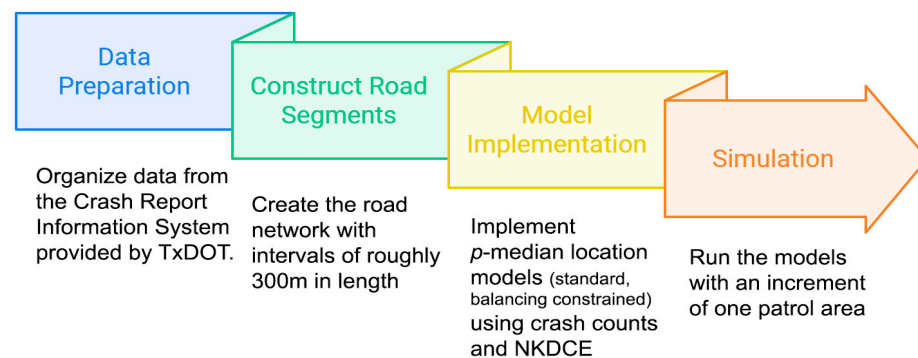 Data
Preparation
Organize data from
the Crash Report
Information System
provided by TxDOT.
Construct Road
Segments
Create the road
network with
intervals of roughly
300m in length
Model
Implementation
Implement
p-median location
models (standard,
balancing constrained)
using crash counts
and NKDCE
Simulation
Run the models
with an increment
of one patrol area